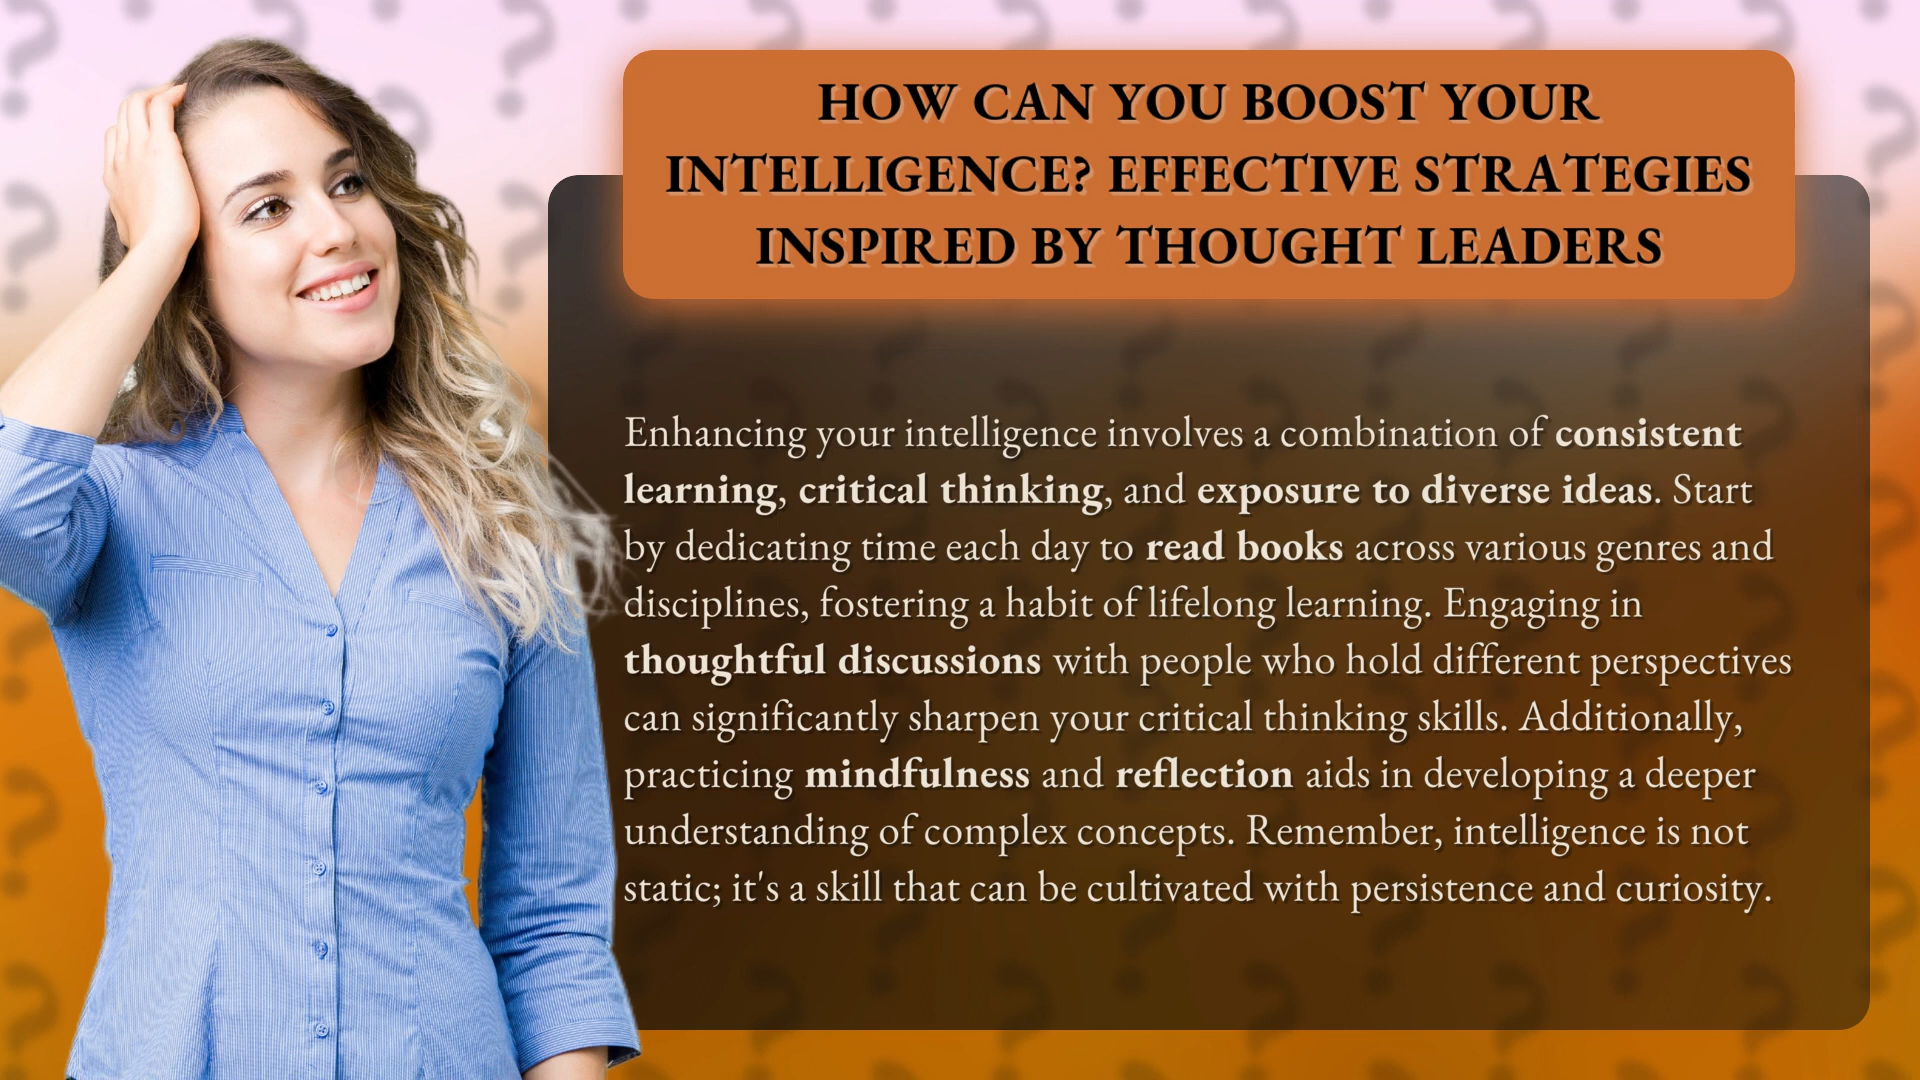 HOW CAN YOU BOOST YOUR
INTELLIGENCE? EFFECTIVE STRATEGIES
INSPIRED BY THOUGHT LEADERS
Enhancing your intelligence involves a combination of consistent
learning, critical thinking, and exposure to diverse ideas. Start
by dedicating time each day to read books across various genres and
disciplines, fostering a habit of lifelong learning. Engaging in
thoughtful discussions with people who hold different perspectives
can significantly sharpen your critical thinking skills. Additionally,
practicing mindfulness and reflection aids in developing a deeper
understanding of complex concepts. Remember, intelligence is not
static; it's a skill that can be cultivated with persistence and curiosity.